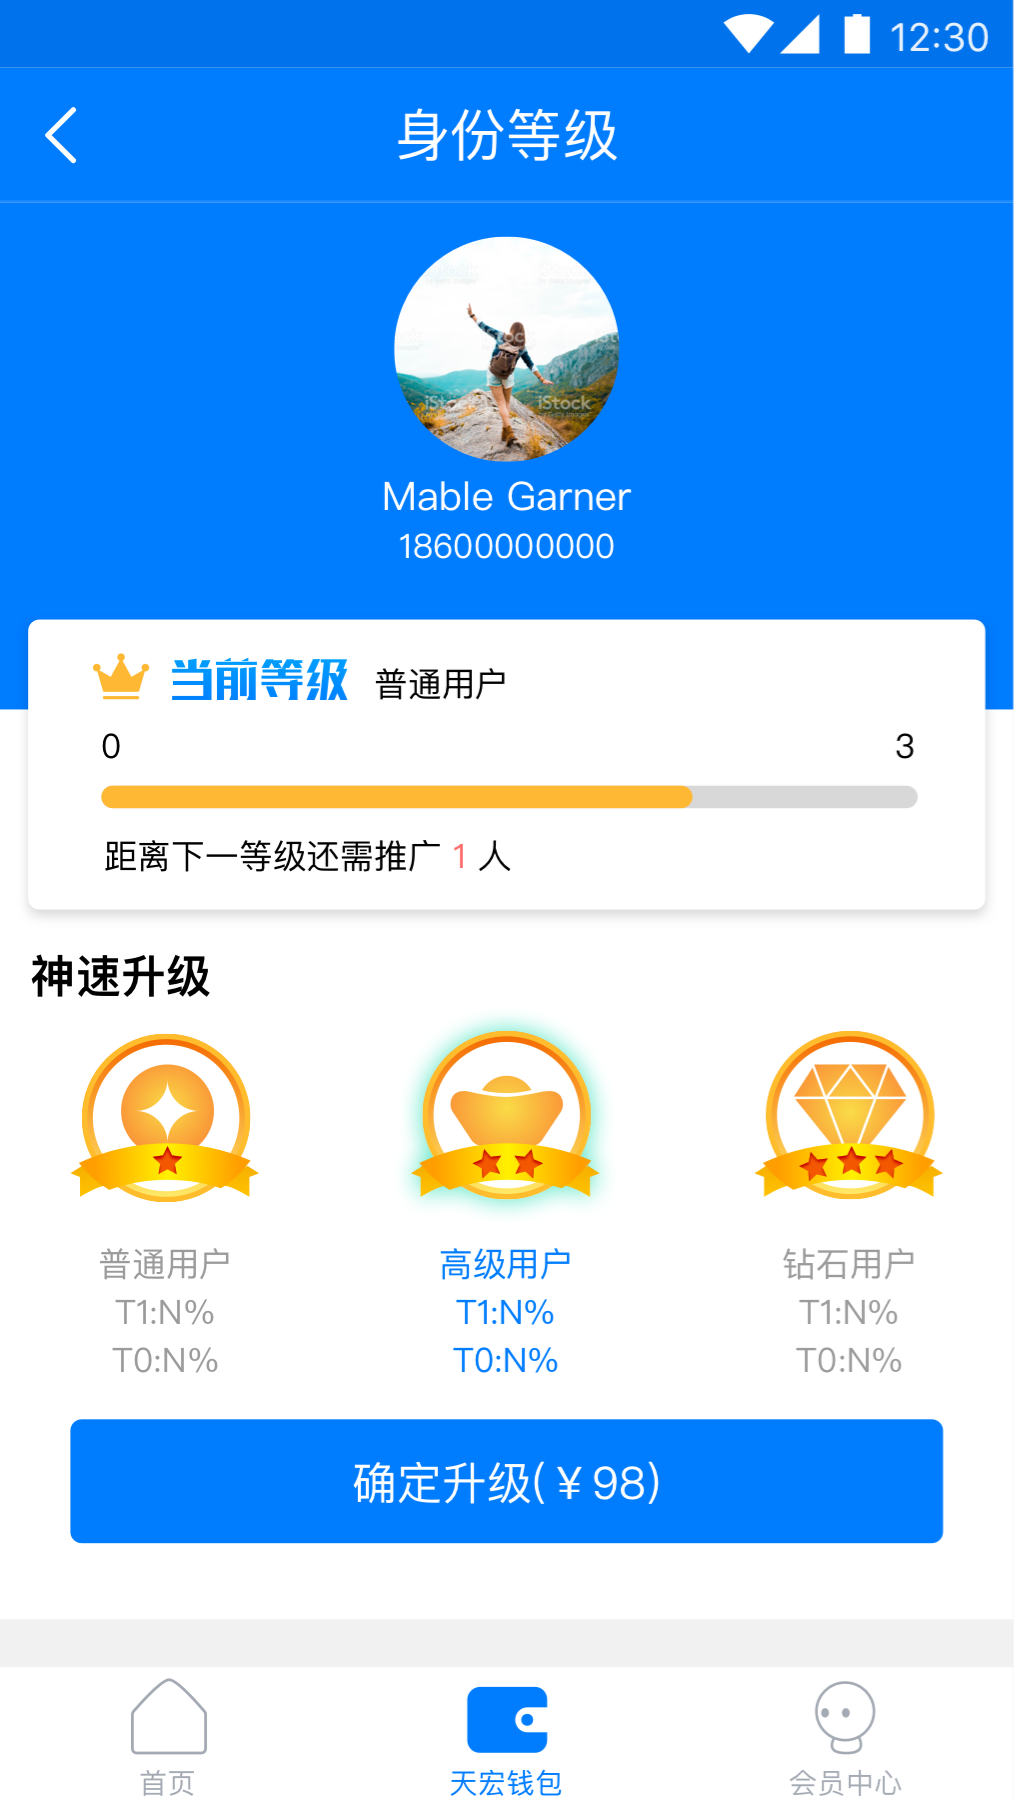 12:30
身份等级
iStock
Mable Garner
18600000000
当前等级 普通用户
0 3
距离下一等级还需推广 1 人
神速升级
普通用户 高级用户 钻石用户
T1:N% T1:N% T1:N%
T0:N% T0:N% T0:N%
确定升级(￥98)
首页 天宏钱包 会员中心